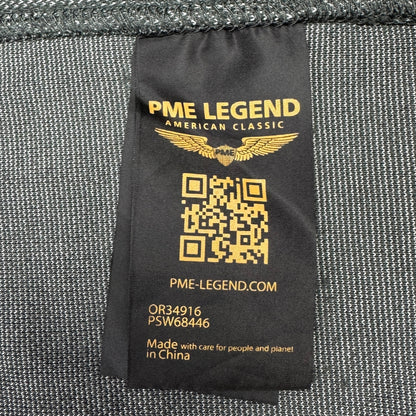 PME LEGEND
AMERICAN CLASSIC
PME
PME-LEGEND.COM
OR34916
PSW68446
Made with care for people and planet
in China